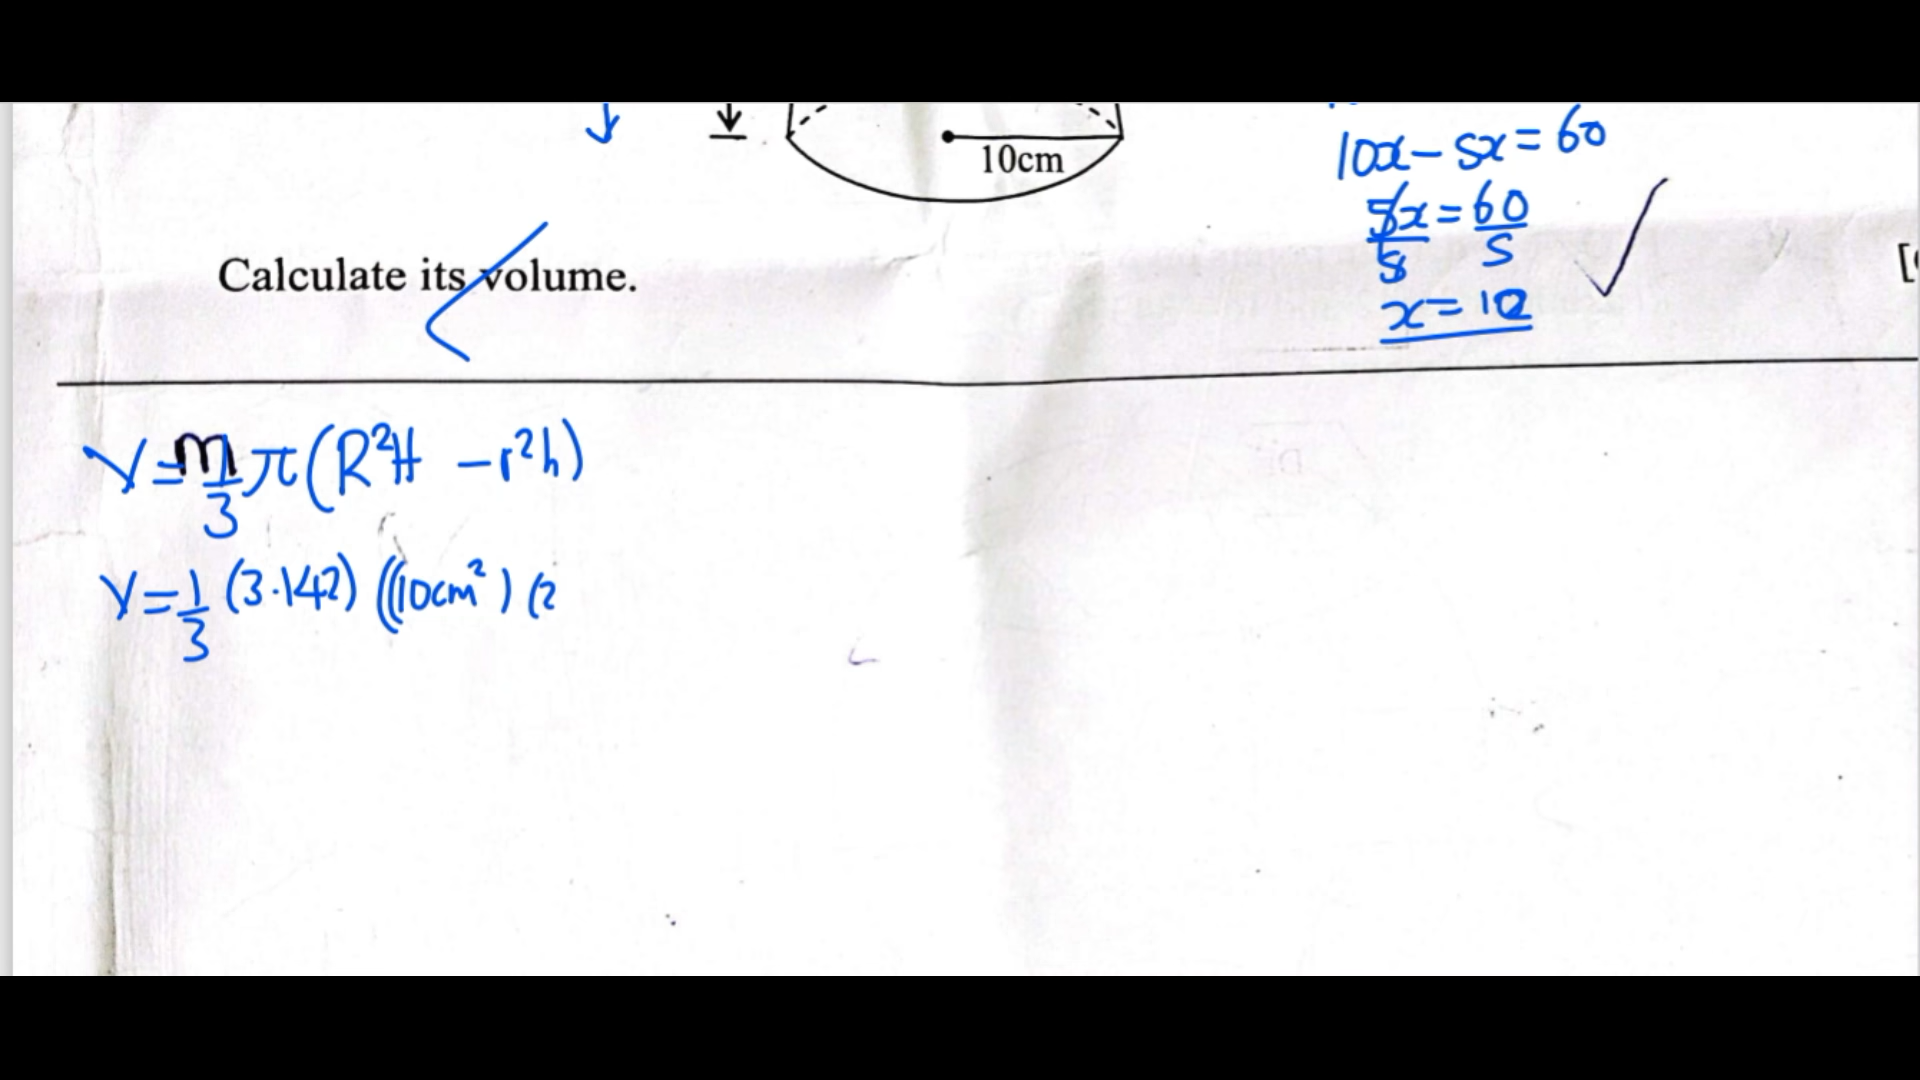 10cm
10x - 5x = 60
5x = 60
5 5
x = 12
Calculate its volume.
[
V = 1/3 π (R²H - r²h)
m
V = 1/3 (3.142) ((10cm²) (2